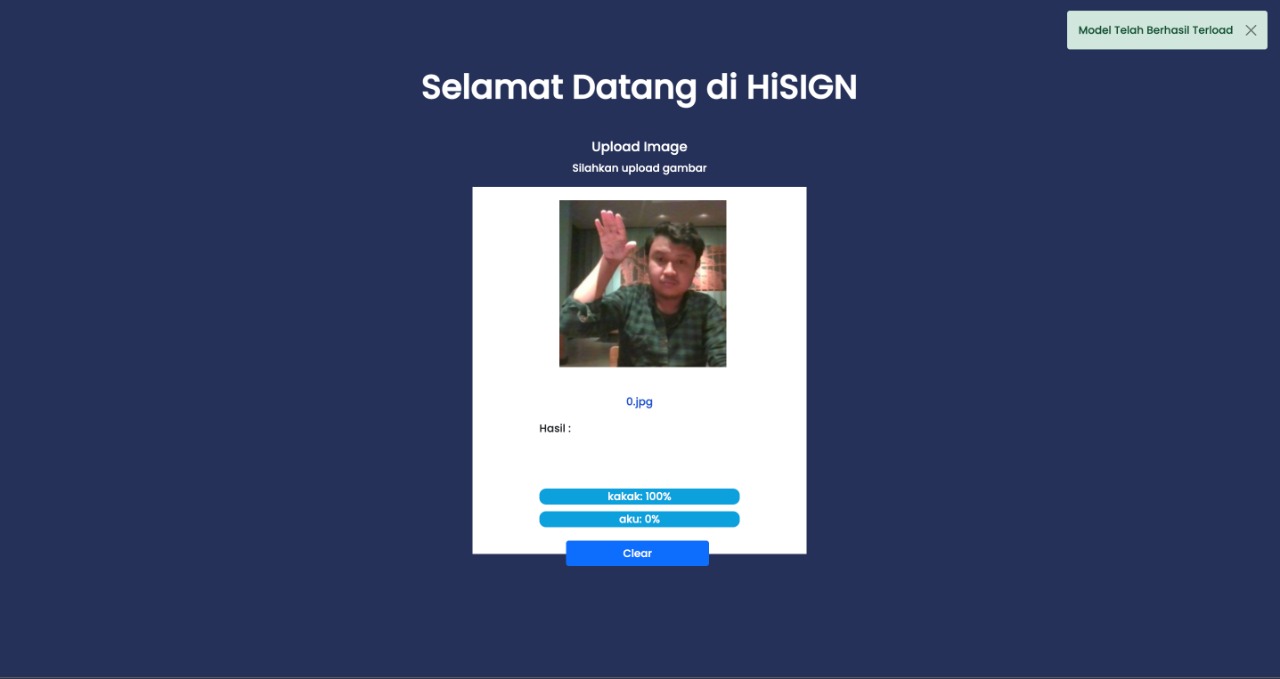 Model Telah Berhasil Terload
Selamat Datang di HiSIGN
Upload Image
Silahkan upload gambar
0.jpg
Hasil :
kakak: 100%
aku: 0%
Clear